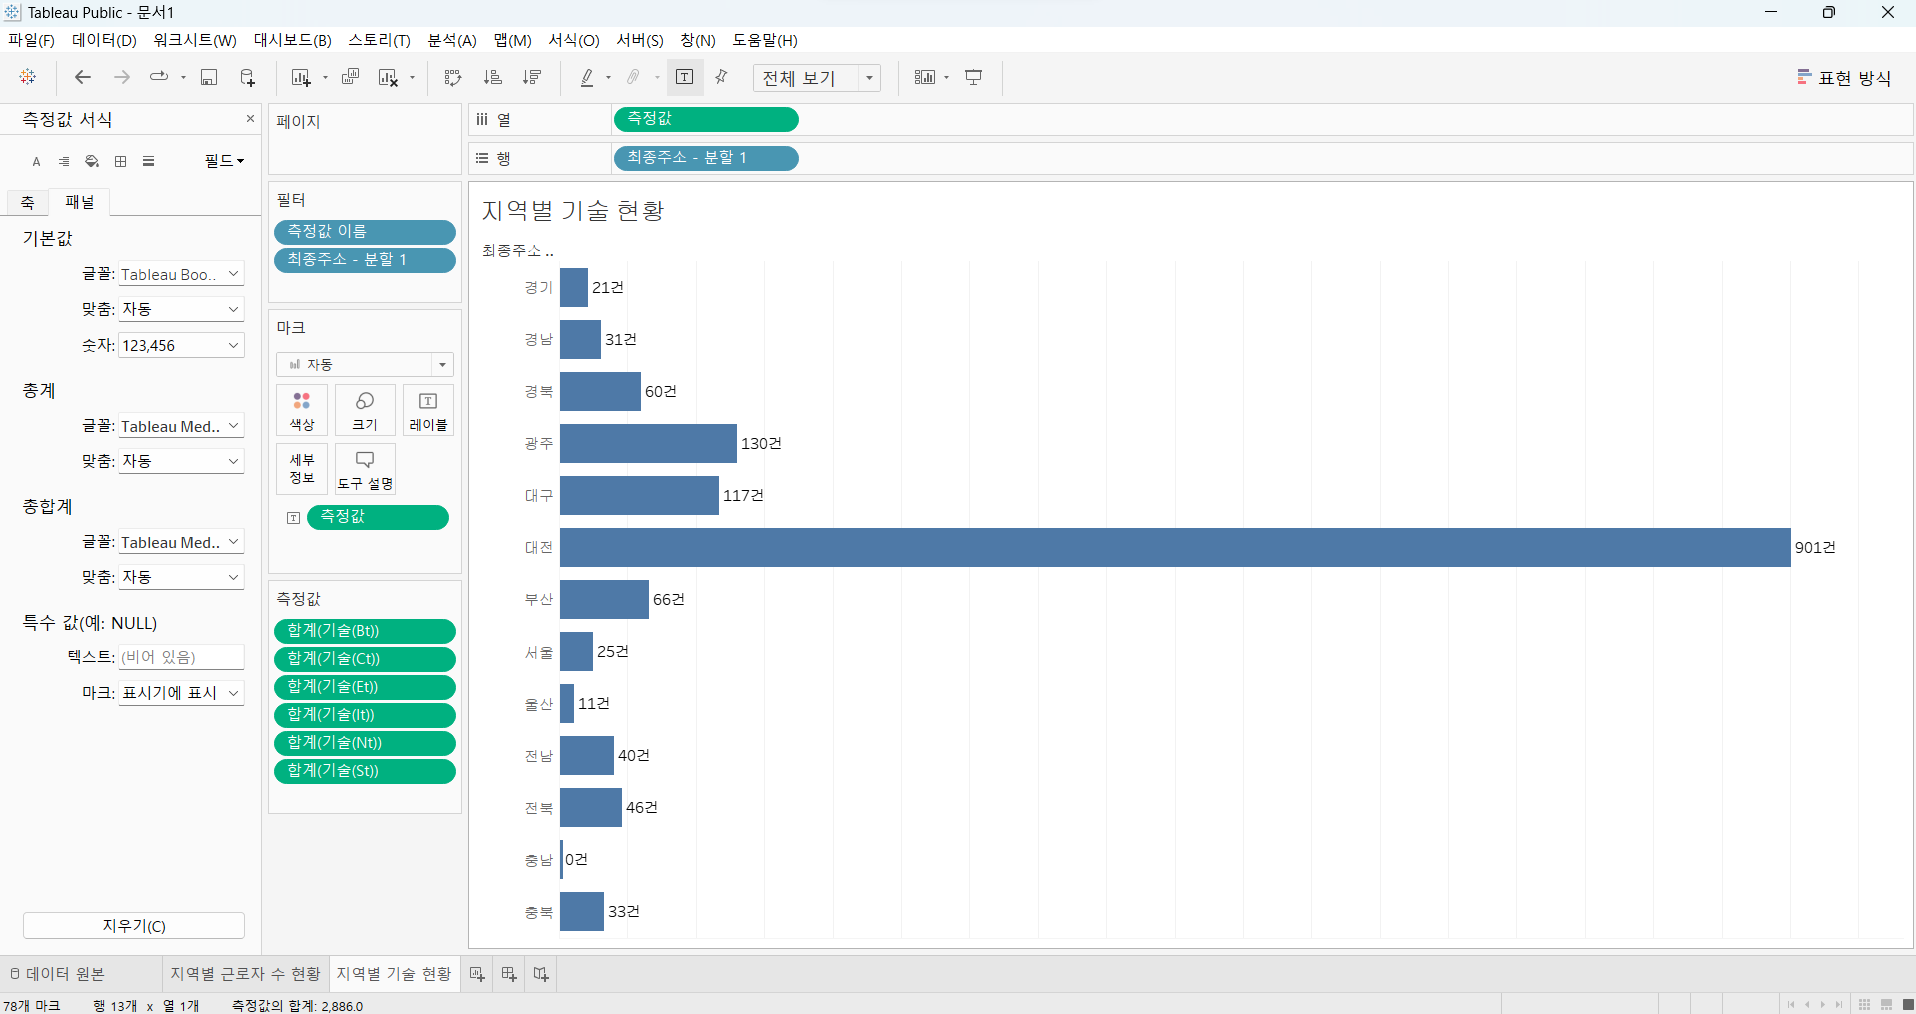 Tableau Public - 문서1
파일(F) 데이터(D) 워크시트(W) 대시보드(B) 스토리(T) 분석(A) 맵(M) 서식(O) 서버(S) 창(N) 도움말(H)
전체 보기
표현 방식
측정값 서식
필드
축 패널
기본값
글꼴: Tableau Boo..
맞춤: 자동
숫자: 123,456
총계
글꼴: Tableau Med..
맞춤: 자동
총합계
글꼴: Tableau Med..
맞춤: 자동
특수 값(예: NULL)
텍스트: (비어 있음)
마크: 표시기에 표시
지우기(C)
페이지
필터
측정값 이름
최종주소 - 분할 1
마크
자동
색상 크기 레이블
세부 정보 도구 설명
측정값
측정값
합계(기술(Bt))
합계(기술(Ct))
합계(기술(Et))
합계(기술(It))
합계(기술(Nt))
합계(기술(St))
열 측정값
행 최종주소 - 분할 1
지역별 기술 현황
최종주소 ..
경기 21건
경남 31건
경북 60건
광주 130건
대구 117건
대전 901건
부산 66건
서울 25건
울산 11건
전남 40건
전북 46건
충남 0건
충북 33건
데이터 원본 지역별 근로자 수 현황 지역별 기술 현황
78개 마크 행 13개 x 열 1개 측정값의 합계: 2,886.0